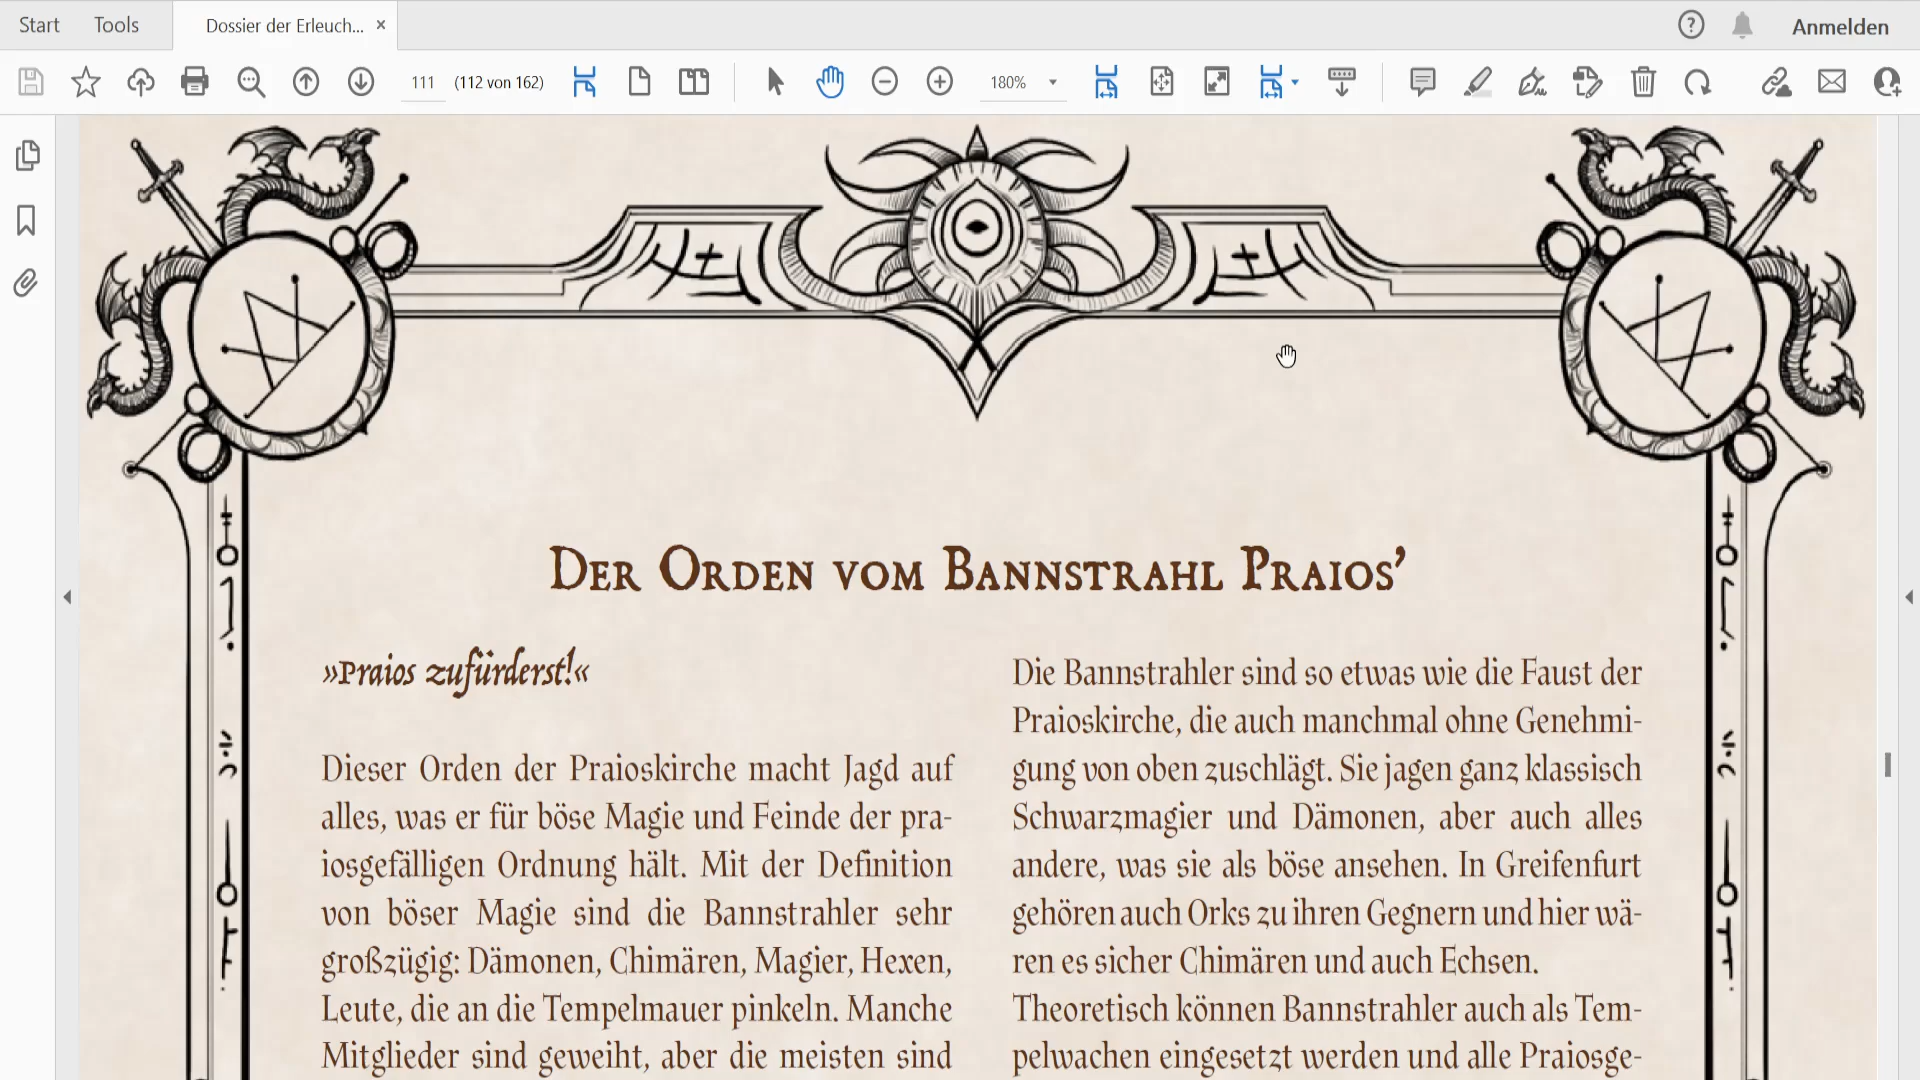 Start Tools Dossier der Erleuch... × Anmelden
111 (112 von 162) 180%
Der Orden vom Bannstrahl Praios’
»Praios zufürderst!«
Dieser Orden der Praioskirche macht Jagd auf
alles, was er für böse Magie und Feinde der pra-
iosgefälligen Ordnung hält. Mit der Definition
von böser Magie sind die Bannstrahler sehr
großzügig: Dämonen, Chimären, Magier, Hexen,
Leute, die an die Tempelmauer pinkeln. Manche
Mitglieder sind geweiht, aber die meisten sind
Die Bannstrahler sind so etwas wie die Faust der
Praioskirche, die auch manchmal ohne Genehmi-
gung von oben zuschlägt. Sie jagen ganz klassisch
Schwarzmagier und Dämonen, aber auch alles
andere, was sie als böse ansehen. In Greifenfurt
gehören auch Orks zu ihren Gegnern und hier wä-
ren es sicher Chimären und auch Echsen.
Theoretisch können Bannstrahler auch als Tem-
pelwachen eingesetzt werden und alle Praiosge-